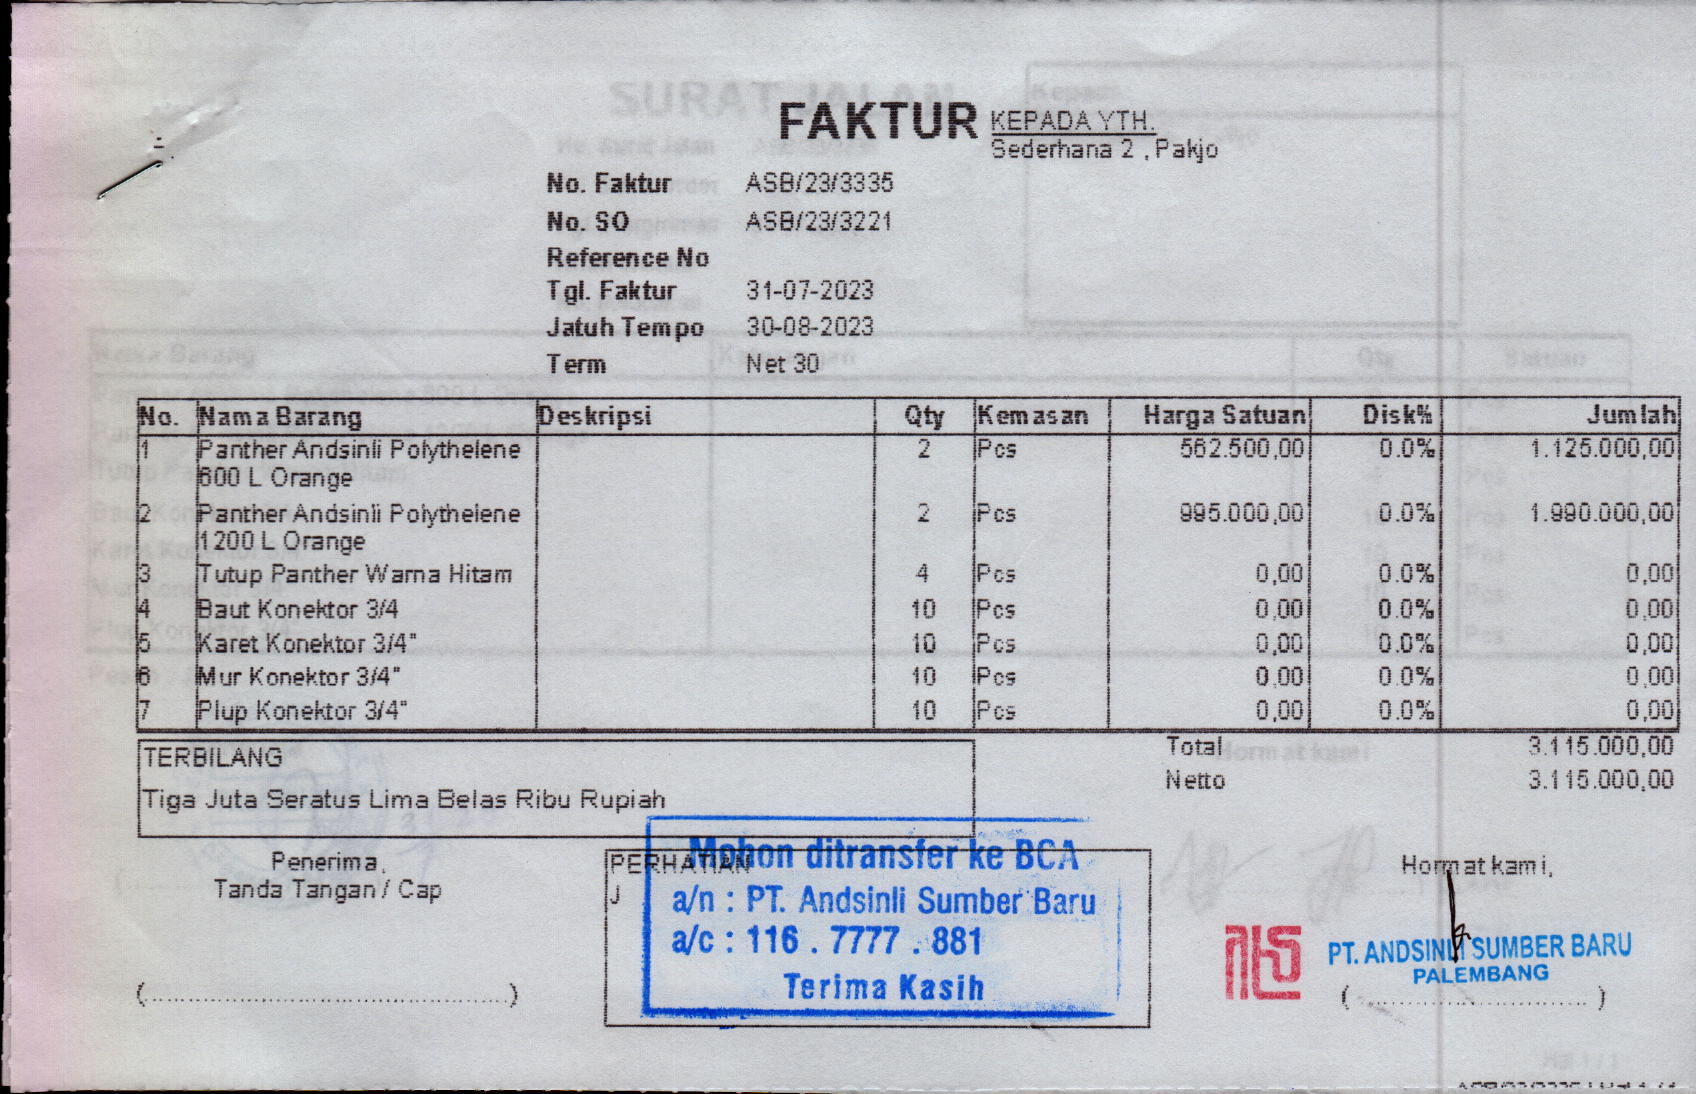 FAKTUR
KEPADA YTH.
Sederhana 2 , Pakjo
No. Faktur ASB/23/3335
No. SO ASB/23/3221
Reference No
Tgl. Faktur 31-07-2023
Jatuh Tempo 30-08-2023
Term Net 30
No. Nama Barang Deskripsi Qty Kemasan Harga Satuan Disk% Jumlah
1 Panther Andsinli Polythelene 2 Pcs 562.500,00 0.0% 1.125.000,00
600 L Orange
2 Panther Andsinli Polythelene 2 Pcs 995.000,00 0.0% 1.990.000,00
1200 L Orange
3 Tutup Panther Warna Hitam 4 Pcs 0,00 0.0% 0,00
4 Baut Konektor 3/4 10 Pcs 0,00 0.0% 0,00
5 Karet Konektor 3/4" 10 Pcs 0,00 0.0% 0,00
6 Mur Konektor 3/4" 10 Pcs 0,00 0.0% 0,00
7 Plup Konektor 3/4" 10 Pcs 0,00 0.0% 0,00
Total 3.115.000,00
Netto 3.115.000,00
TERBILANG
Tiga Juta Seratus Lima Belas Ribu Rupiah
Penerima,
Tanda Tangan / Cap
PERHATIAN
J
Mohon ditransfer ke BCA
a/n : PT. Andsinli Sumber Baru
a/c : 116 . 7777 . 881
Terima Kasih
Hormat kami,
PT. ANDSINLI SUMBER BARU
PALEMBANG
(........................................)
(........................................)